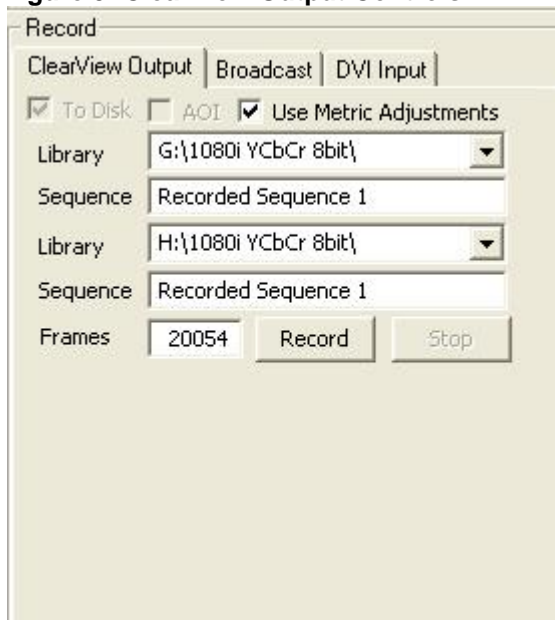 Record
ClearView Output Broadcast DVI Input
To Disk AOI Use Metric Adjustments
Library G:\1080i YCbCr 8bit\
Sequence Recorded Sequence 1
Library H:\1080i YCbCr 8bit\
Sequence Recorded Sequence 1
Frames 20054 Record Stop